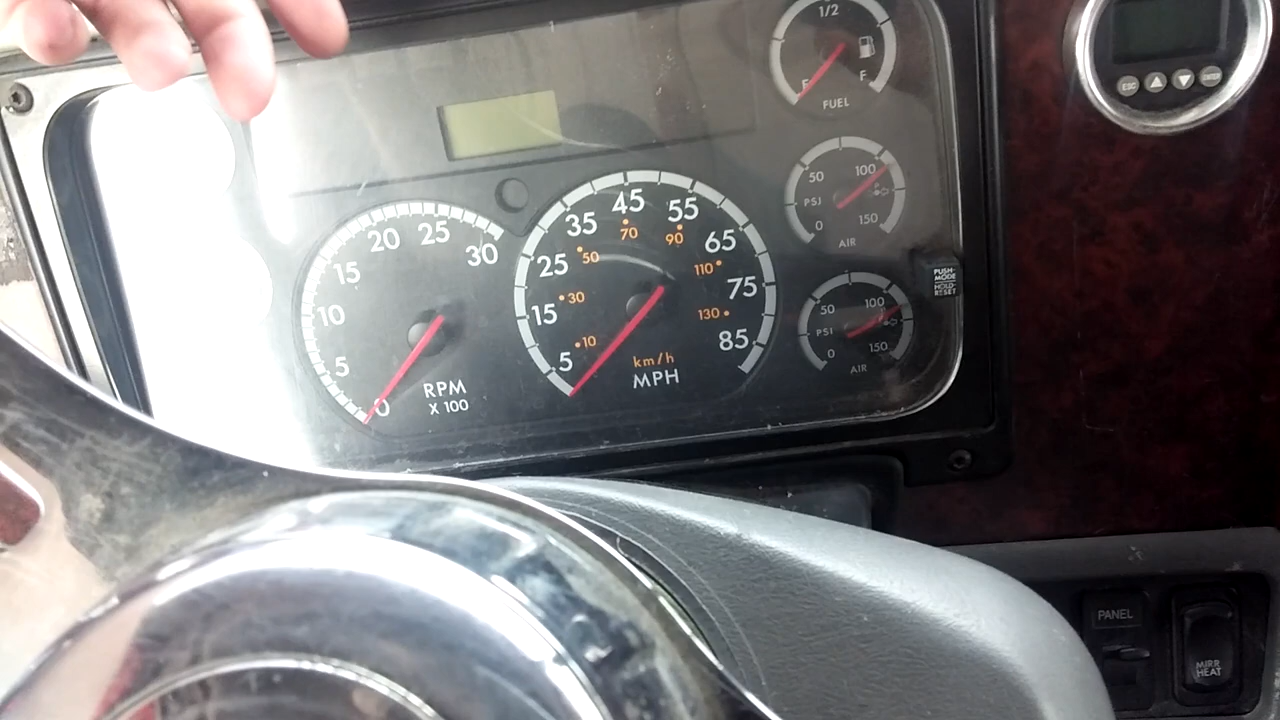 1/2
E
F
FUEL
ESC
ENTER
50
100
PSI
P
0
150
AIR
50
100
PSI
0
150
AIR
PUSH-
MODE
HOLD-
RESET
0
5
10
15
20
25
30
RPM
X 100
5
15
25
35
45
55
65
75
85
10
30
50
70
90
110
130
km/h
MPH
PANEL
MIRR
HEAT